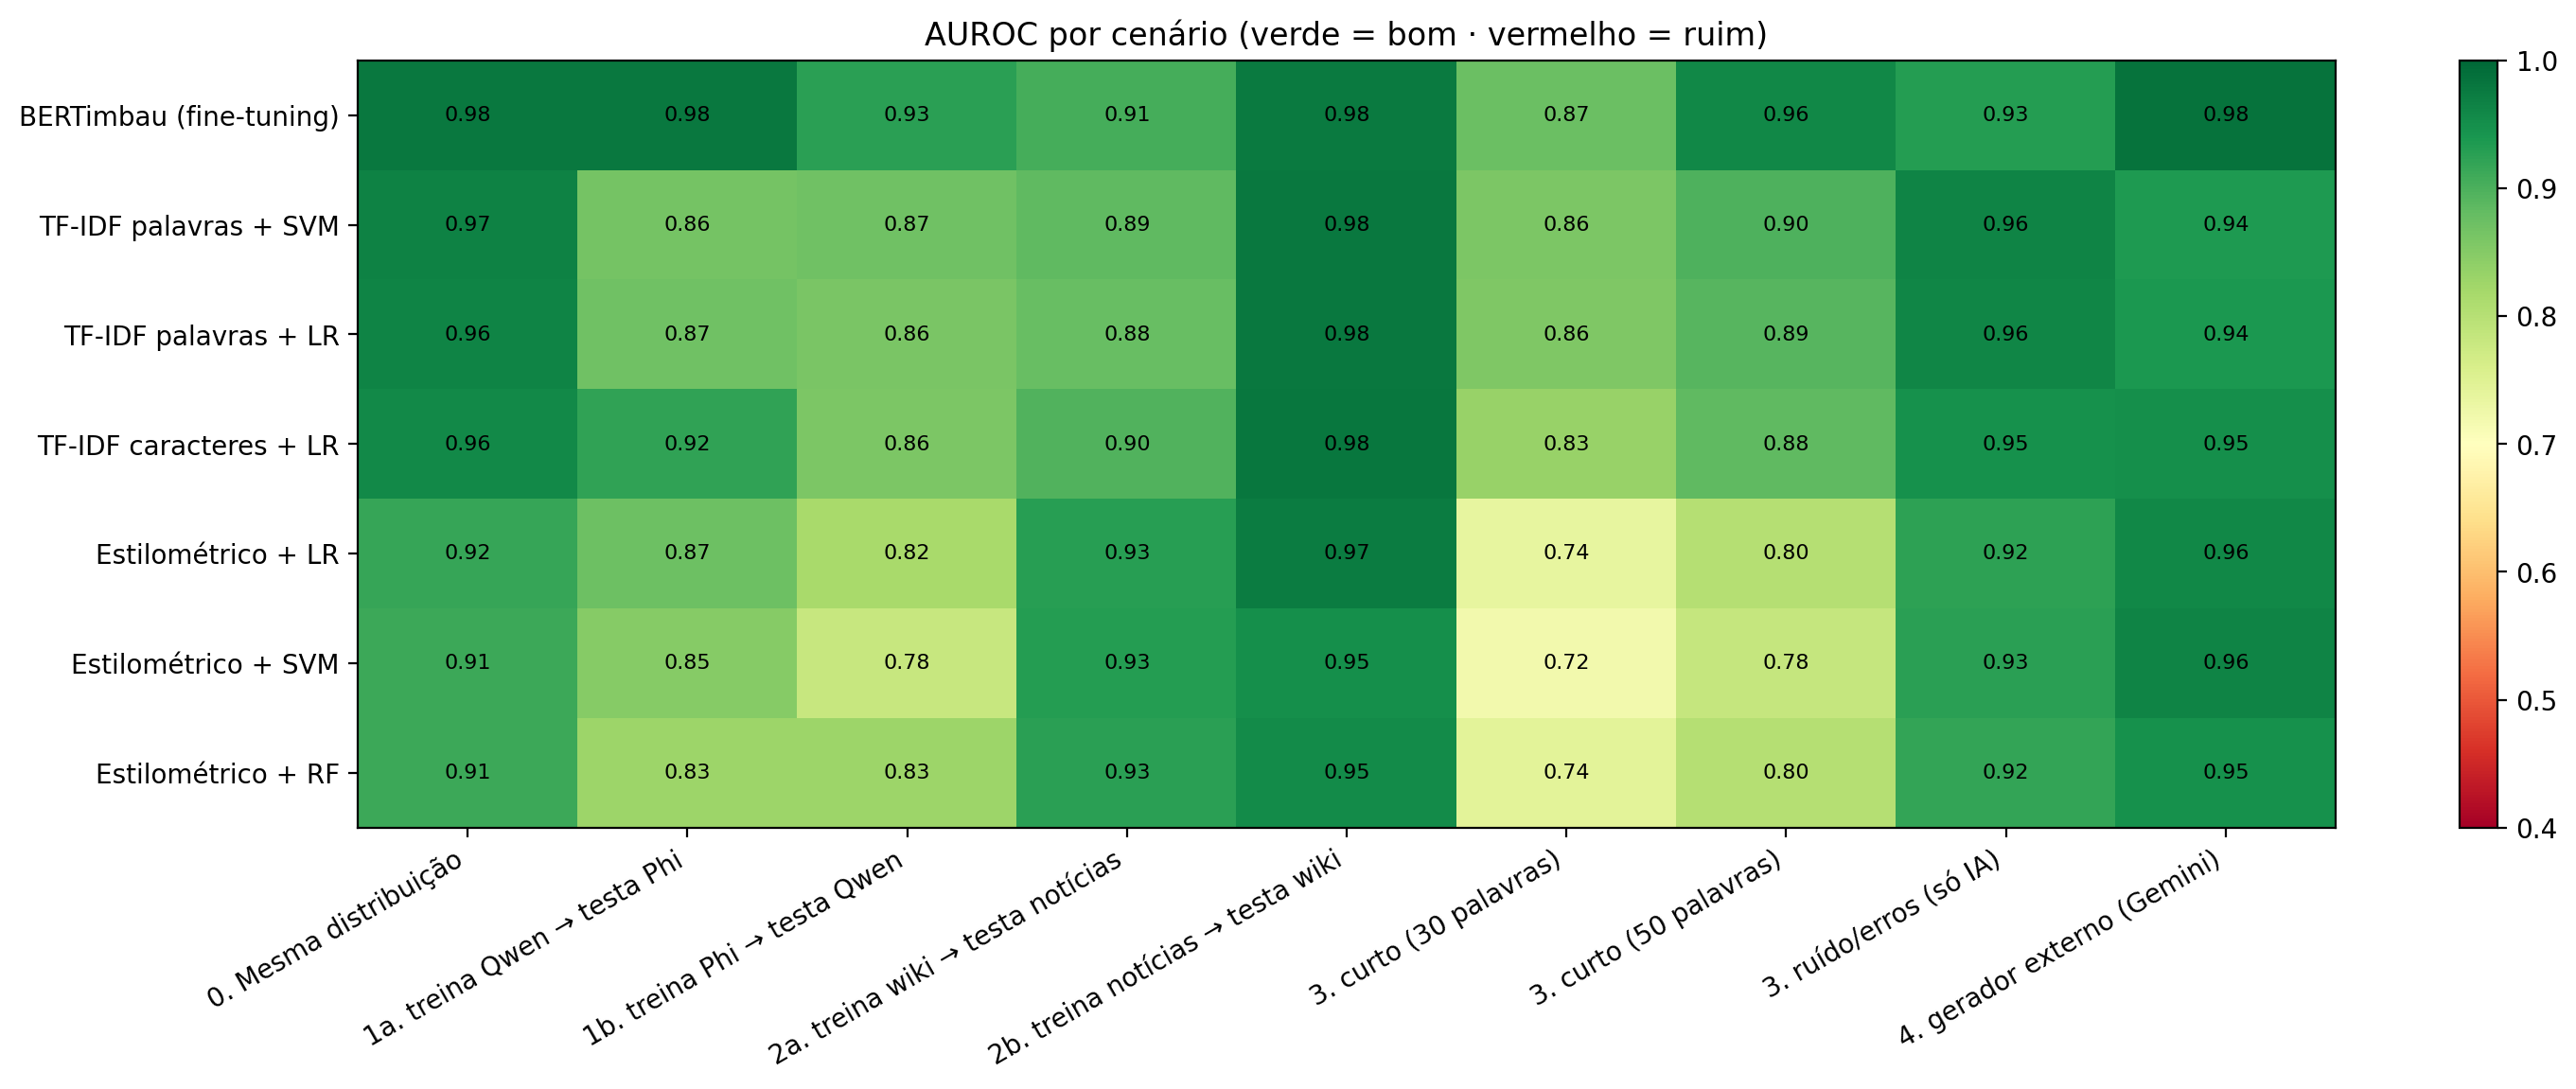 AUROC por cenário (verde = bom · vermelho = ruim)
BERTimbau (fine-tuning) 0.98 0.98 0.93 0.91 0.98 0.87 0.96 0.93 0.98
TF-IDF palavras + SVM 0.97 0.86 0.87 0.89 0.98 0.86 0.90 0.96 0.94
TF-IDF palavras + LR 0.96 0.87 0.86 0.88 0.98 0.86 0.89 0.96 0.94
TF-IDF caracteres + LR 0.96 0.92 0.86 0.90 0.98 0.83 0.88 0.95 0.95
Estilométrico + LR 0.92 0.87 0.82 0.93 0.97 0.74 0.80 0.92 0.96
Estilométrico + SVM 0.91 0.85 0.78 0.93 0.95 0.72 0.78 0.93 0.96
Estilométrico + RF 0.91 0.83 0.83 0.93 0.95 0.74 0.80 0.92 0.95
0. Mesma distribuição
1a. treina Qwen → testa Phi
1b. treina Phi → testa Qwen
2a. treina wiki → testa notícias
2b. treina notícias → testa wiki
3. curto (30 palavras)
3. curto (50 palavras)
3. ruído/erros (só IA)
4. gerador externo (Gemini)
1.0
0.9
0.8
0.7
0.6
0.5
0.4